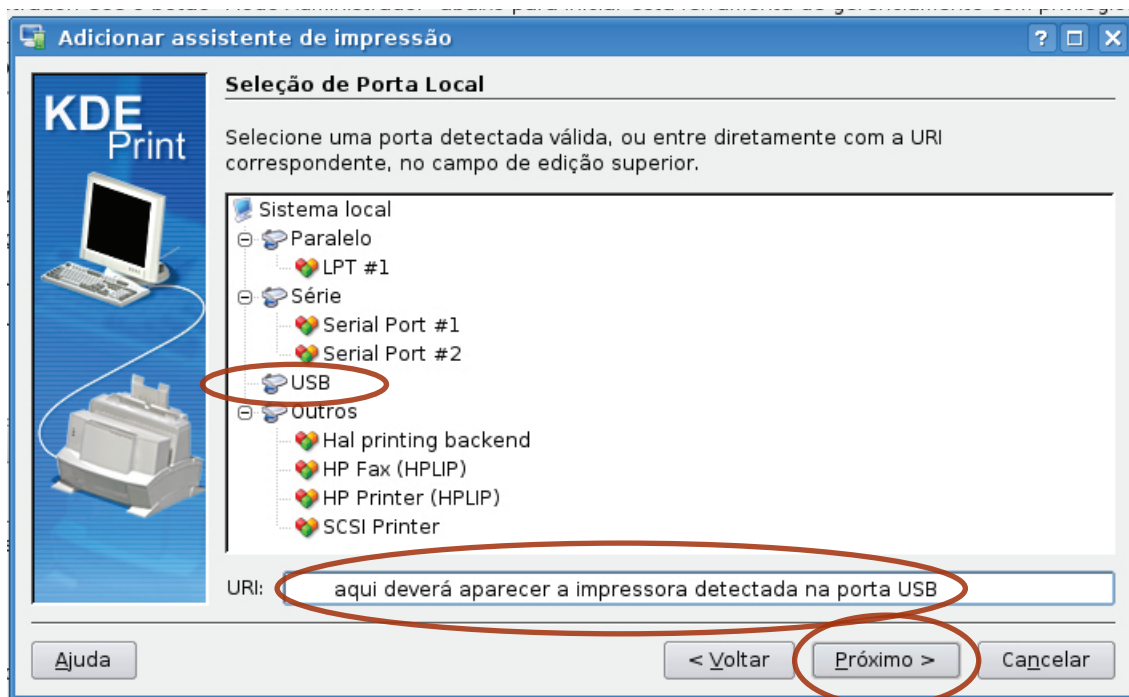 Adicionar assistente de impressão
KDE
Print
Seleção de Porta Local
Selecione uma porta detectada válida, ou entre diretamente com a URI
correspondente, no campo de edição superior.
Sistema local
Paralelo
LPT #1
Série
Serial Port #1
Serial Port #2
USB
Outros
Hal printing backend
HP Fax (HPLIP)
HP Printer (HPLIP)
SCSI Printer
URI: aqui deverá aparecer a impressora detectada na porta USB
Ajuda
< Voltar
Próximo >
Cancelar